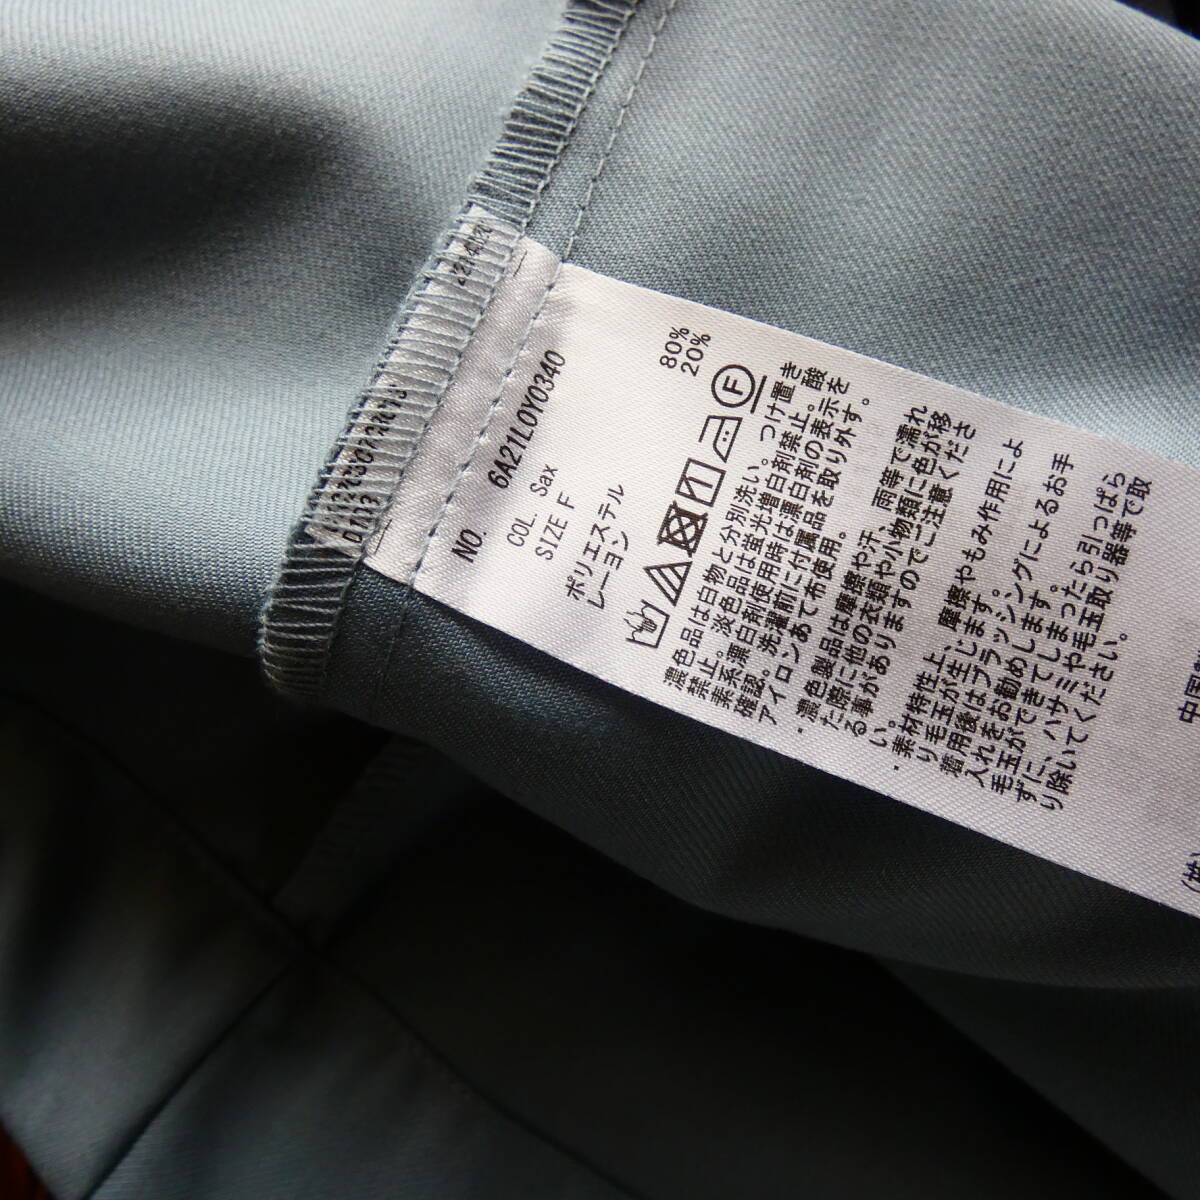 NO. 6A21L0Y0340
COL. Sax
SIZE F
ポリエステル 80%
レーヨン 20%
F
濃色品は白物と分別洗い。つけ置き
禁止。淡色品は蛍光増白剤禁止。酸
素系漂白剤使用時は漂白剤の表示を
確認。洗濯前に付属品を取り外す。
アイロンあて布使用。
・濃色製品は摩擦や汗、雨等で濡れ
た際に他の衣類や小物類に色が移
る事がありますのでご注意くださ
い。
・素材特性上、摩擦やもみ作用によ
り毛玉が生じます。
着用後はブラッシングによるお手
入れをお勧めします。
毛玉ができてしまったら引っぱら
ずに、ハサミや毛玉取り器等で取
り除いてください。
中国
(株)